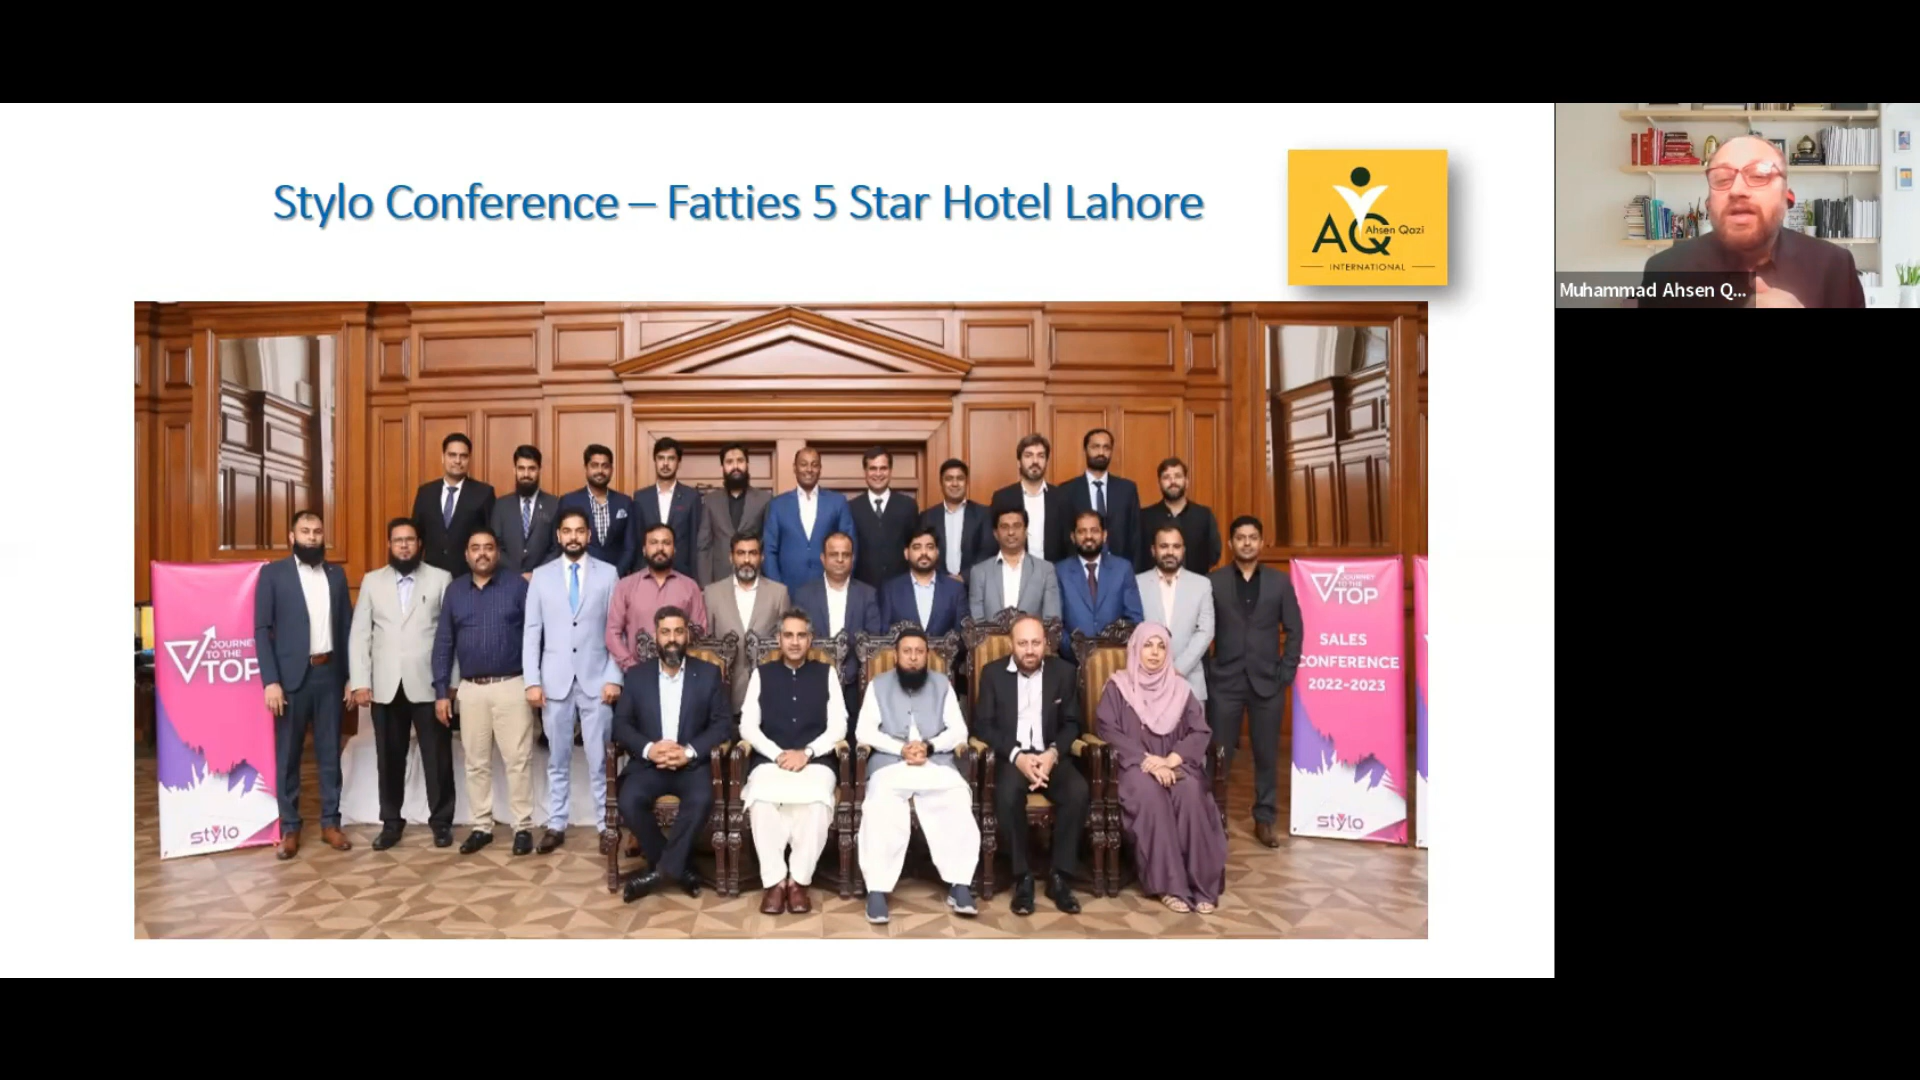 Stylo Conference – Fatties 5 Star Hotel Lahore
AQ
Ahsen Qazi
INTERNATIONAL
Muhammad Ahsen Q...
JOURNEY
TO THE
TOP
stylo
JOURNEY
TO THE
TOP
SALES
CONFERENCE
2022-2023
stylo